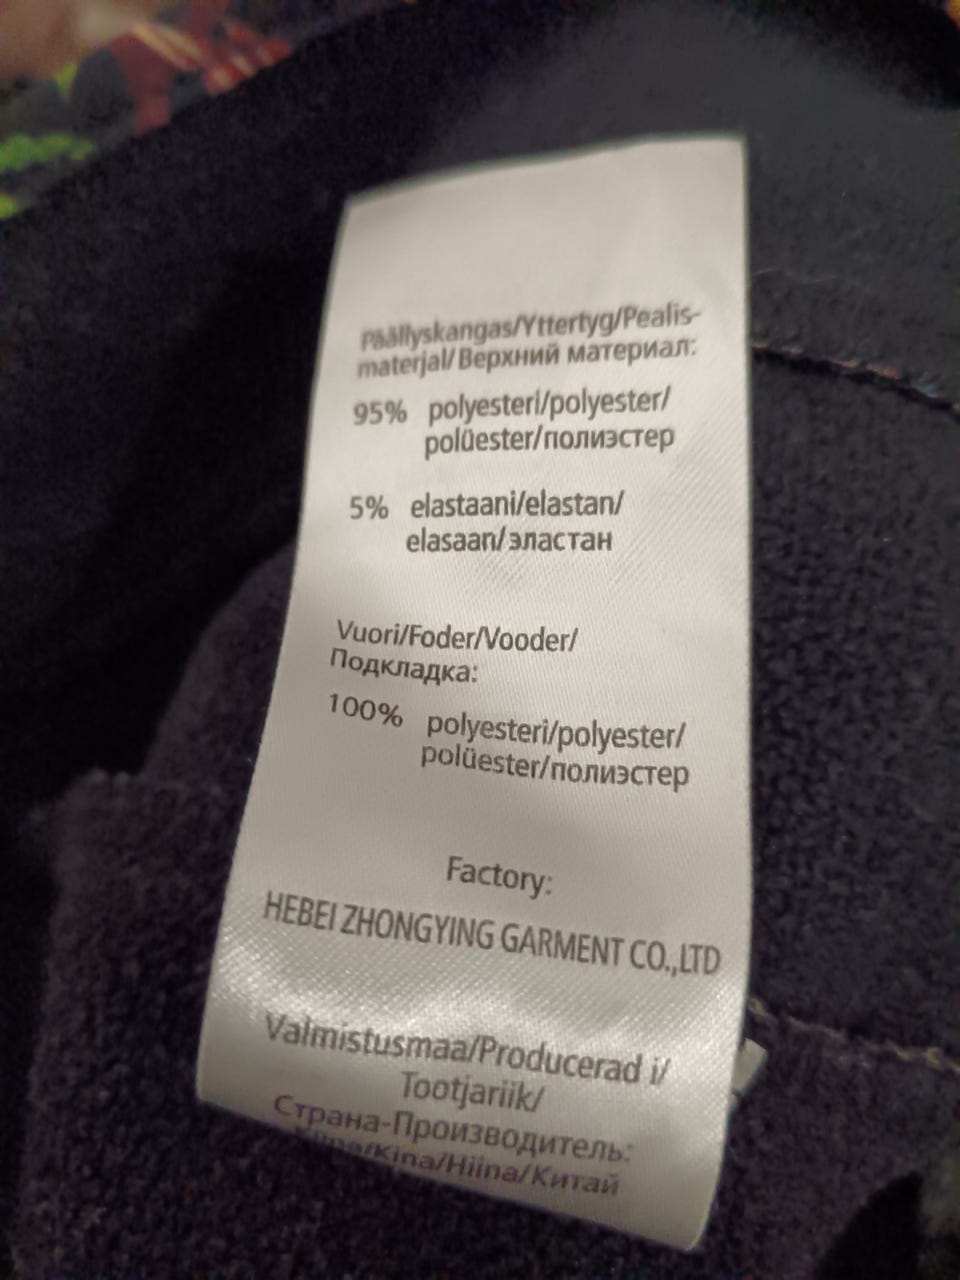 Päällyskangas/Yttertyg/Pealis-
materjal/Верхний материал:
95% polyesteri/polyester/
polüester/полиэстер
5% elastaani/elastan/
elasaan/эластан
Vuori/Foder/Vooder/
Подкладка:
100% polyesteri/polyester/
polüester/полиэстер
Factory:
HEBEI ZHONGYING GARMENT CO.,LTD
Valmistusmaa/Producerad i/
Tootjariik/
Страна-Производитель:
Kiina/Kina/Hiina/Китай